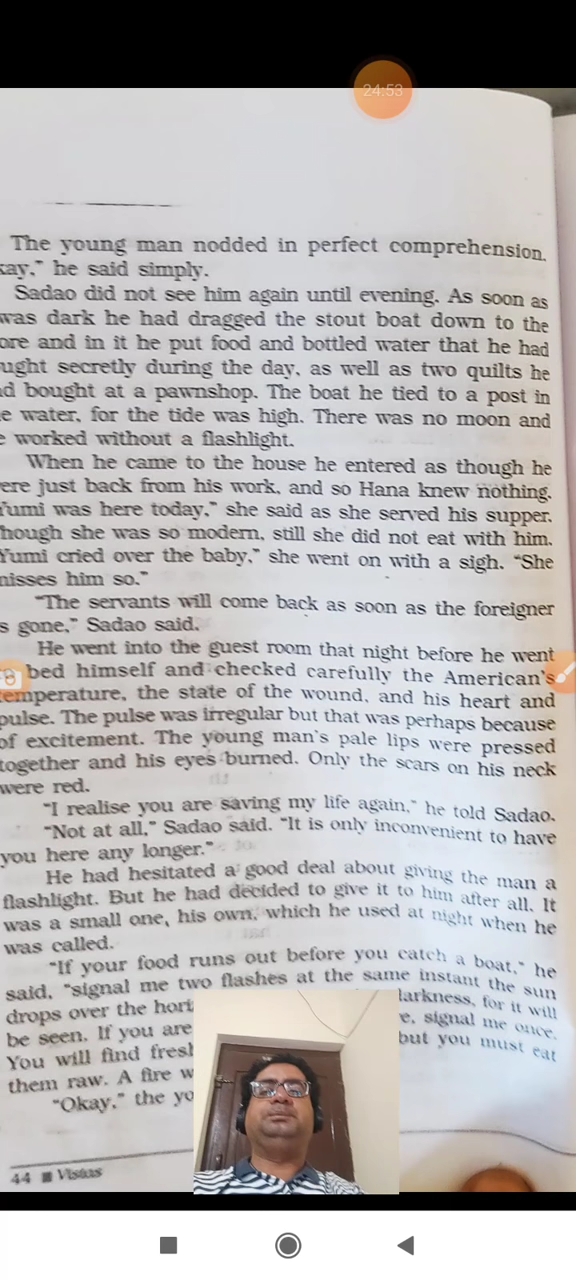 24:53
The young man nodded in perfect comprehension.
kay," he said simply.
Sadao did not see him again until evening. As soon as
was dark he had dragged the stout boat down to the
ore and in it he put food and bottled water that he had
ught secretly during the day, as well as two quilts he
d bought at a pawnshop. The boat he tied to a post in
e water, for the tide was high. There was no moon and
e worked without a flashlight.
When he came to the house he entered as though he
ere just back from his work, and so Hana knew nothing.
Yumi was here today," she said as she served his supper.
hough she was so modern, still she did not eat with him.
Yumi cried over the baby," she went on with a sigh. "She
nisses him so."
"The servants will come back as soon as the foreigner
s gone," Sadao said.
He went into the guest room that night before he went
bed himself and checked carefully the American's
temperature, the state of the wound, and his heart and
pulse. The pulse was irregular but that was perhaps because
of excitement. The young man's pale lips were pressed
together and his eyes burned. Only the scars on his neck
were red.
"I realise you are saving my life again," he told Sadao.
"Not at all," Sadao said. "It is only inconvenient to have
you here any longer."
He had hesitated a good deal about giving the man a
flashlight. But he had decided to give it to him after all. It
was a small one, his own, which he used at night when he
was called.
"If your food runs out before you catch a boat," he
said, "signal me two flashes at the same instant the sun
drops over the hori arkness, for it will
be seen. If you are e, signal me once.
You will find fresh but you must eat
them raw. A fire w
"Okay," the yo
44 ■ Vistas